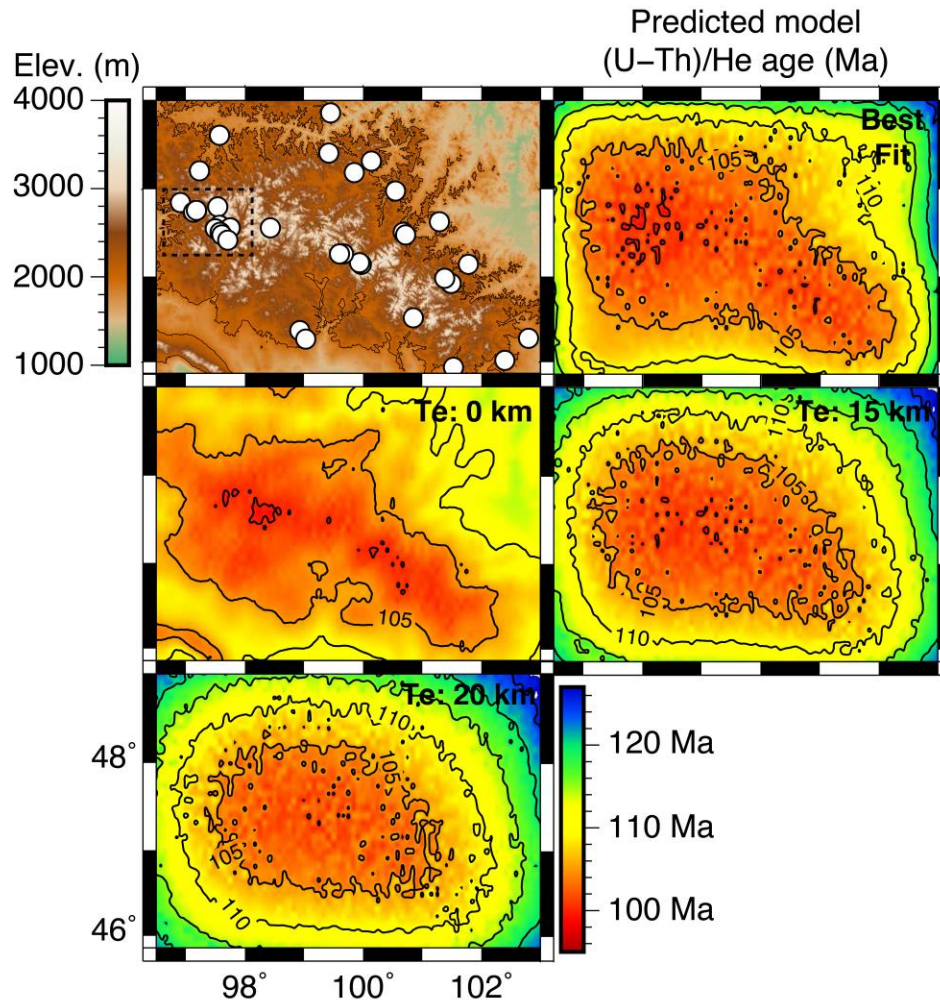 Predicted model
(U−Th)/He age (Ma)
Elev. (m)
4000
3000
2000
1000
Best
Fit
105
110
105
Te: 0 km
105
Te: 15 km
110
105
105
110
Te: 20 km
110
105
105
110
48°
46°
98°
100°
102°
120 Ma
110 Ma
100 Ma